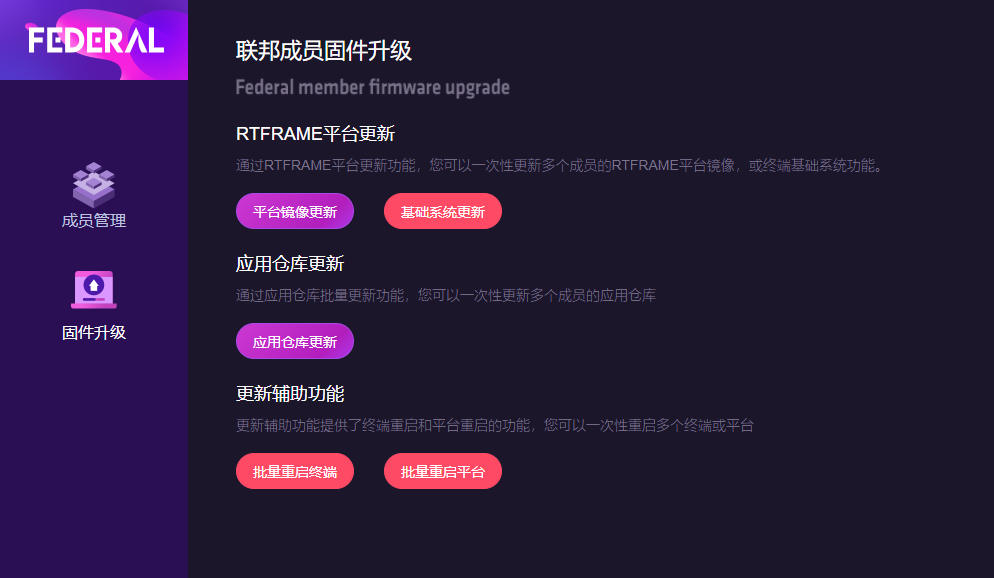 FEDERAL
成员管理
固件升级
联邦成员固件升级
Federal member firmware upgrade
RTFRAME平台更新
通过RTFRAME平台更新功能，您可以一次性更新多个成员的RTFRAME平台镜像，或终端基础系统功能。
平台镜像更新 基础系统更新
应用仓库更新
通过应用仓库批量更新功能，您可以一次性更新多个成员的应用仓库
应用仓库更新
更新辅助功能
更新辅助功能提供了终端重启和平台重启的功能，您可以一次性重启多个终端或平台
批量重启终端 批量重启平台